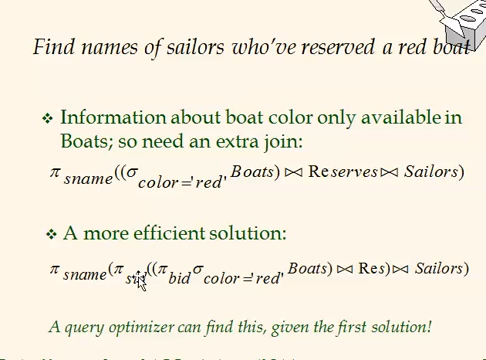 Find names of sailors who've reserved a red boat
❖ Information about boat color only available in
Boats; so need an extra join:
π sname((σ color='red' Boats) ⋈ Reserves ⋈ Sailors)
❖ A more efficient solution:
π sname(π sid((π bid σ color='red' Boats) ⋈ Res) ⋈ Sailors)
A query optimizer can find this, given the first solution!